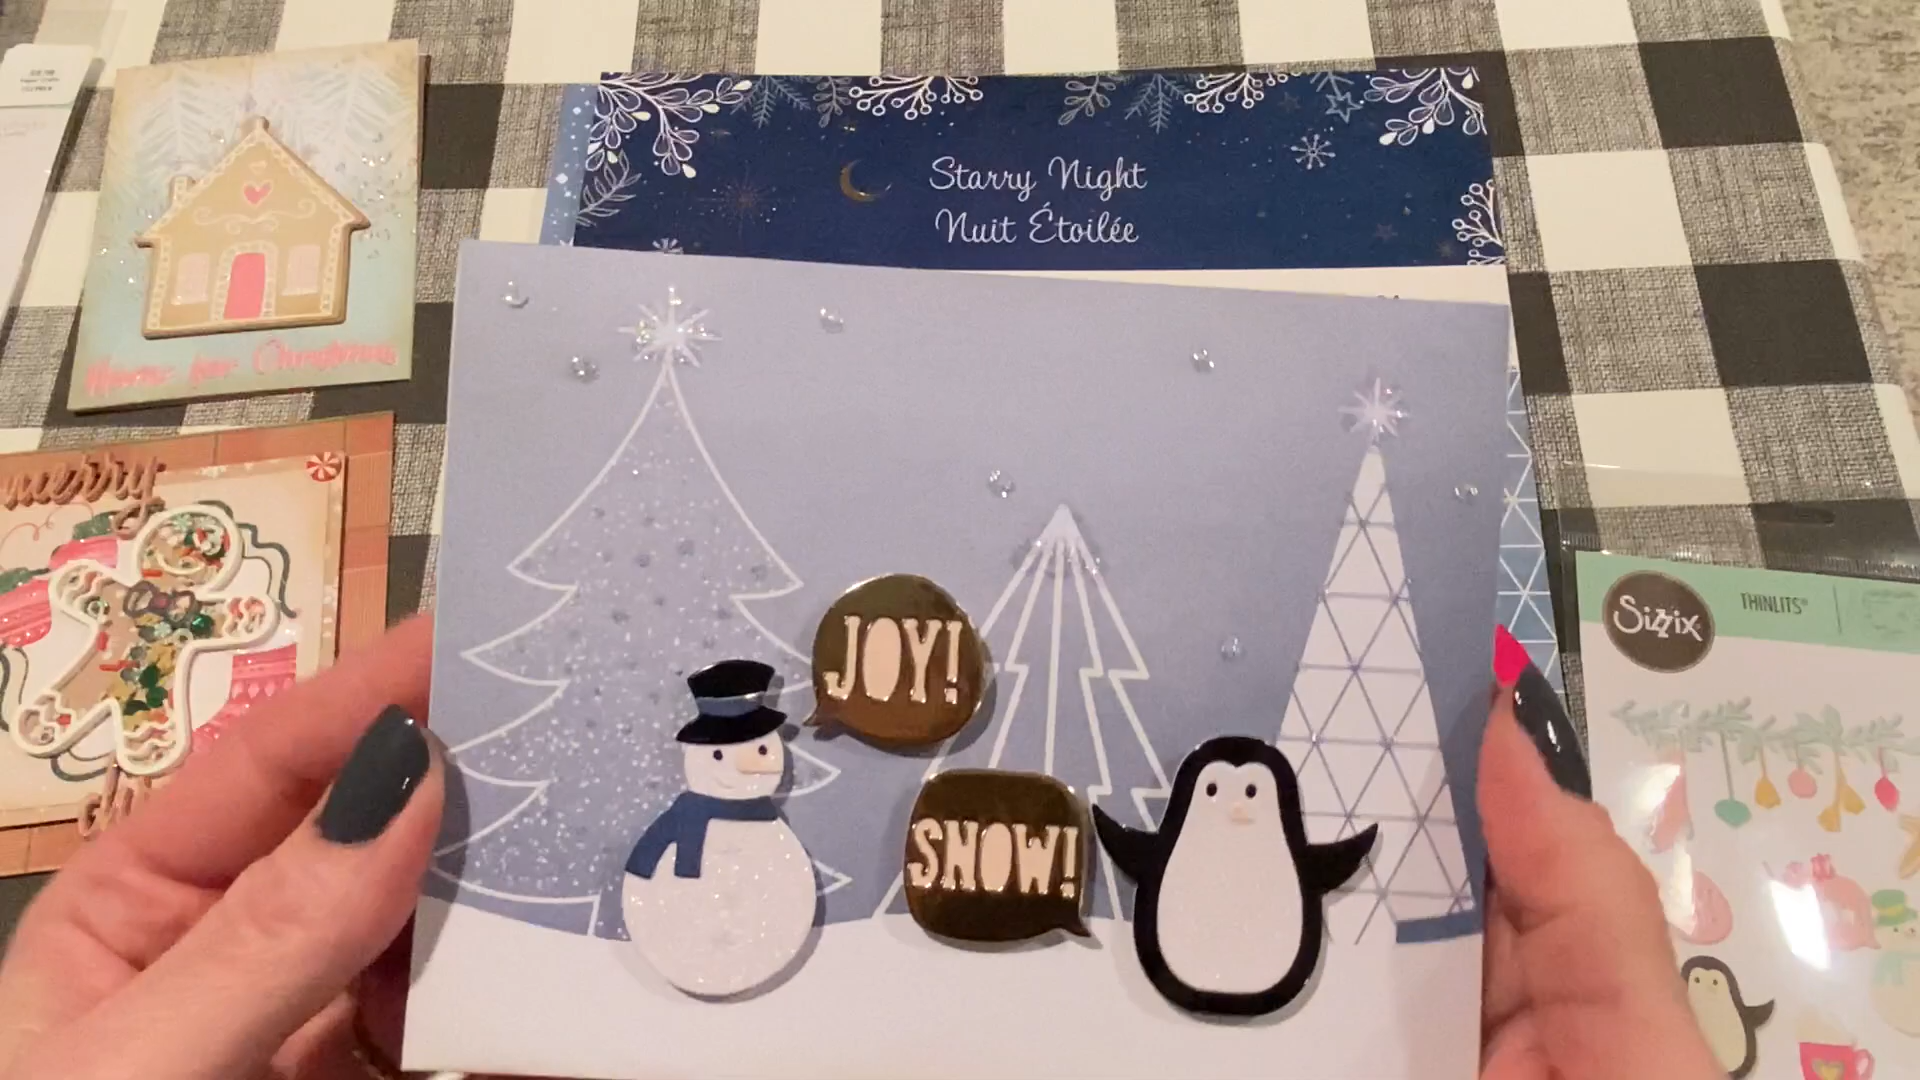 Starry Night
Nuit Étoilée
Home for Christmas
merry
JOY!
SNOW!
Sizzix
THINLITS®